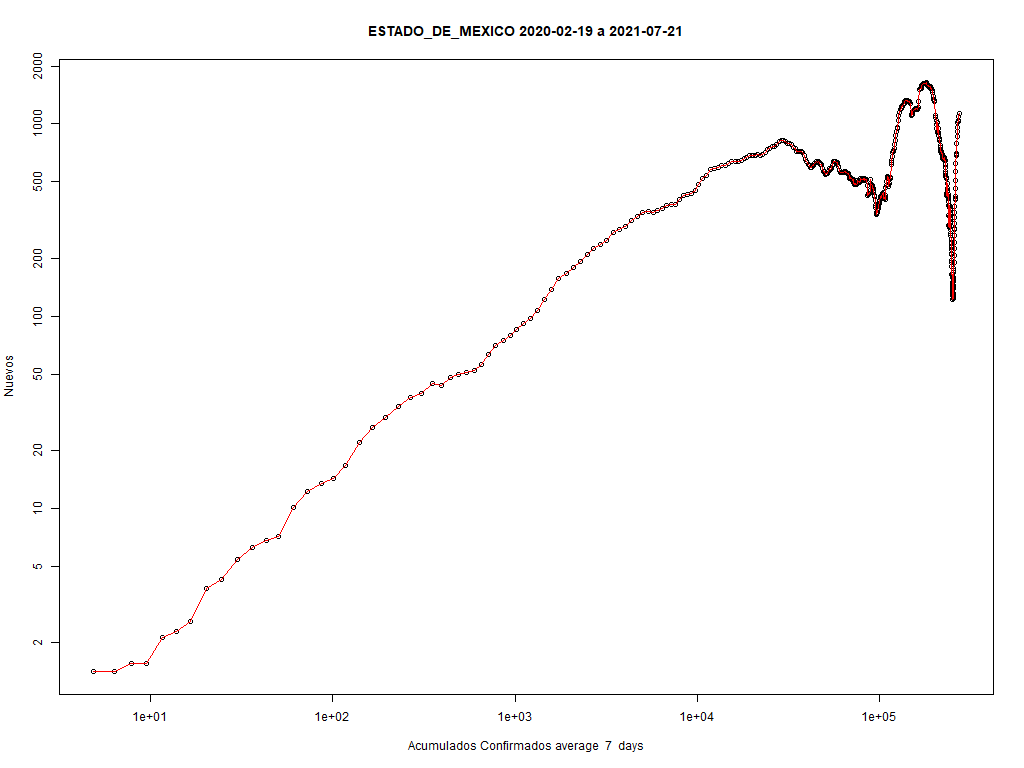 ESTADO_DE_MEXICO 2020-02-19 a 2021-07-21
2000
1000
500
200
100
50
20
10
5
2
Nuevos
1e+01 1e+02 1e+03 1e+04 1e+05
Acumulados Confirmados average 7 days